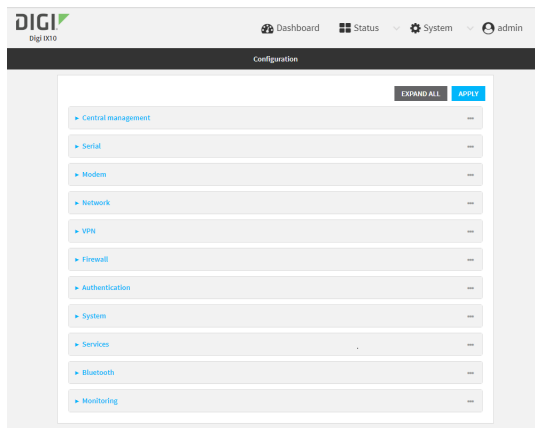 DIGI
Digi IX10
Dashboard
Status
System
admin
Configuration
EXPAND ALL
APPLY
Central management
Serial
Modem
Network
VPN
Firewall
Authentication
System
Services
Bluetooth
Monitoring